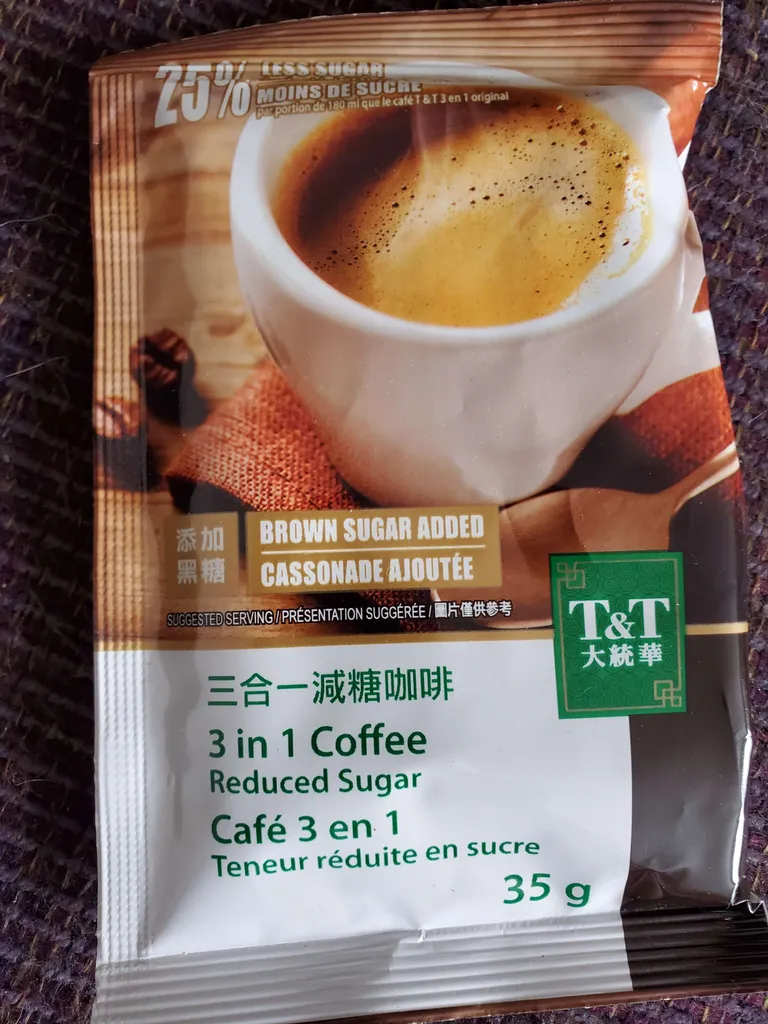 25%
LESS SUGAR
MOINS DE SUCRE
par portion de 180 ml que le café T & T 3 en 1 original
添加
黑糖
BROWN SUGAR ADDED
CASSONADE AJOUTÉE
SUGGESTED SERVING / PRÉSENTATION SUGGÉRÉE / 圖片僅供參考
T&T
大統華
三合一減糖咖啡
3 in 1 Coffee
Reduced Sugar
Café 3 en 1
Teneur réduite en sucre
35 g